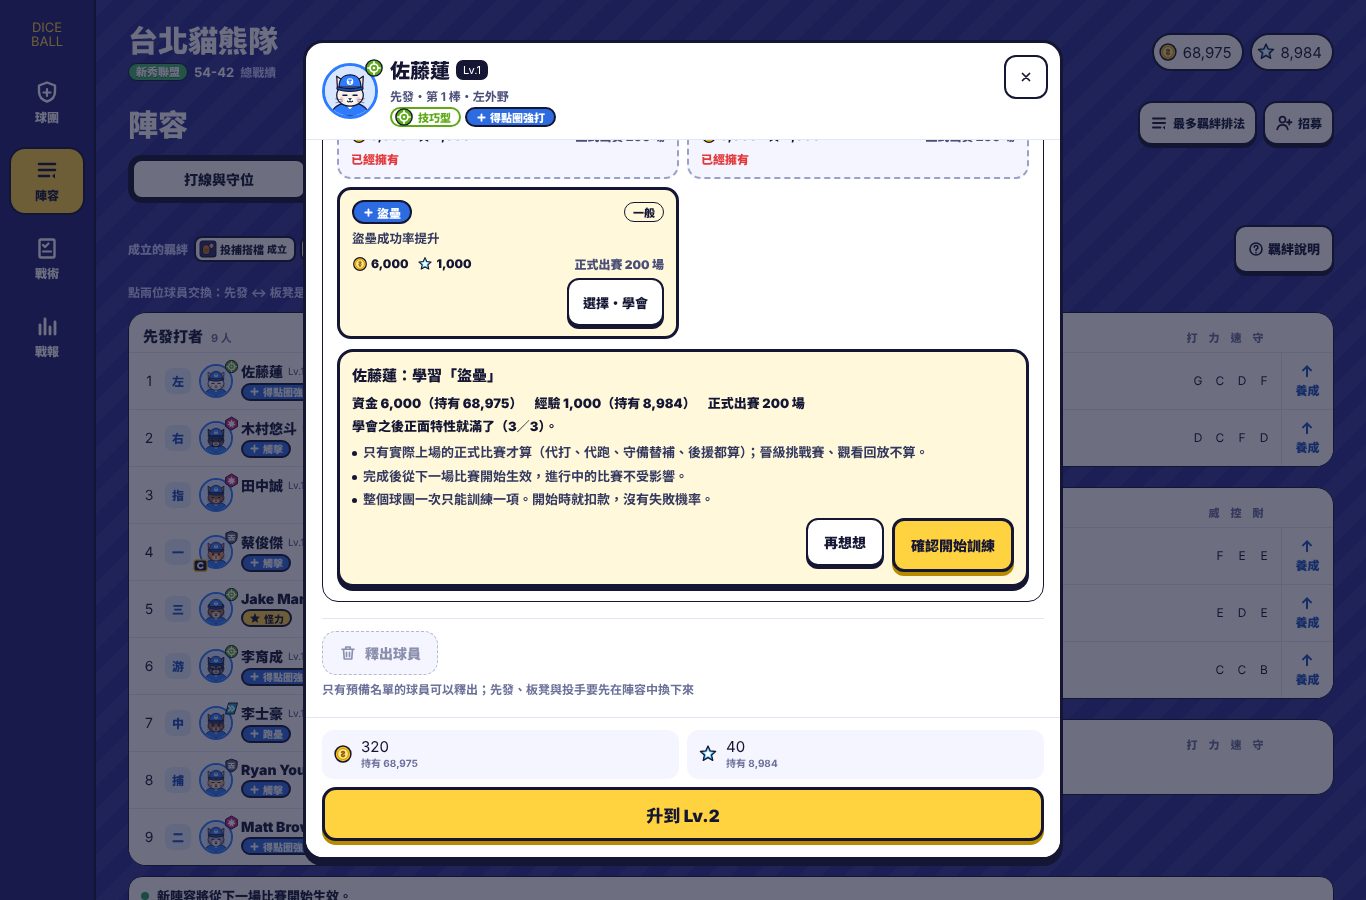 DICE
BALL
球團
陣容
戰術
戰報
台北貓熊隊
新秀聯盟 54-42 總戰績
68,975 8,984
陣容
最多羈絆排法 招募
打線與守位
成立的羈絆 投捕搭檔 成立
羈絆說明
點兩位球員交換：先發 ↔ 板凳是
先發打者 9 人
打 力 速 守
1 左 佐藤蓮 Lv.1
+ 得點圈強
G C D F 養成
2 右 木村悠斗
+ 觸擊
D C F D 養成
3 指 田中誠 Lv.1
4 一 蔡俊傑 Lv.1
C + 觸擊
5 三 Jake Mar
★ 怪力
6 游 李育成 Lv.1
+ 得點圈強
7 中 李士豪 Lv.1
+ 跑壘
8 捕 Ryan You
+ 觸擊
9 二 Matt Brow
+ 得點圈強
威 控 耐
F E E 養成
E D E 養成
C C B 養成
打 力 速 守
新陣容將從下一場比賽開始生效。
佐藤蓮 Lv.1
先發・第 1 棒・左外野
技巧型 + 得點圈強打
×
已經擁有 已經擁有
+ 盜壘 一般
盜壘成功率提升
6,000 1,000 正式出賽 200 場
選擇・學會
佐藤蓮：學習「盜壘」
資金 6,000（持有 68,975） 經驗 1,000（持有 8,984） 正式出賽 200 場
學會之後正面特性就滿了（3／3）。
• 只有實際上場的正式比賽才算（代打、代跑、守備替補、後援都算）；晉級挑戰賽、觀看回放不算。
• 完成後從下一場比賽開始生效，進行中的比賽不受影響。
• 整個球團一次只能訓練一項。開始時就扣款，沒有失敗機率。
再想想 確認開始訓練
釋出球員
只有預備名單的球員可以釋出；先發、板凳與投手要先在陣容中換下來
320
持有 68,975
40
持有 8,984
升到 Lv.2